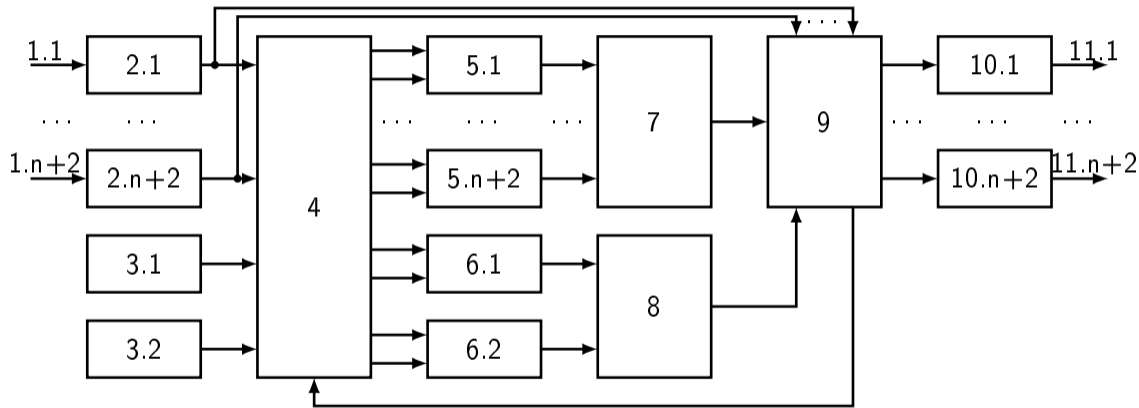 1.1 2.1 5.1 10.1 11.1
. . . . . . . . . . . . 7 9 . . . . . . . . .
. . . . . .
1.n+2 2.n+2 5.n+2 10.n+2 11.n+2
4
3.1 6.1
8
3.2 6.2